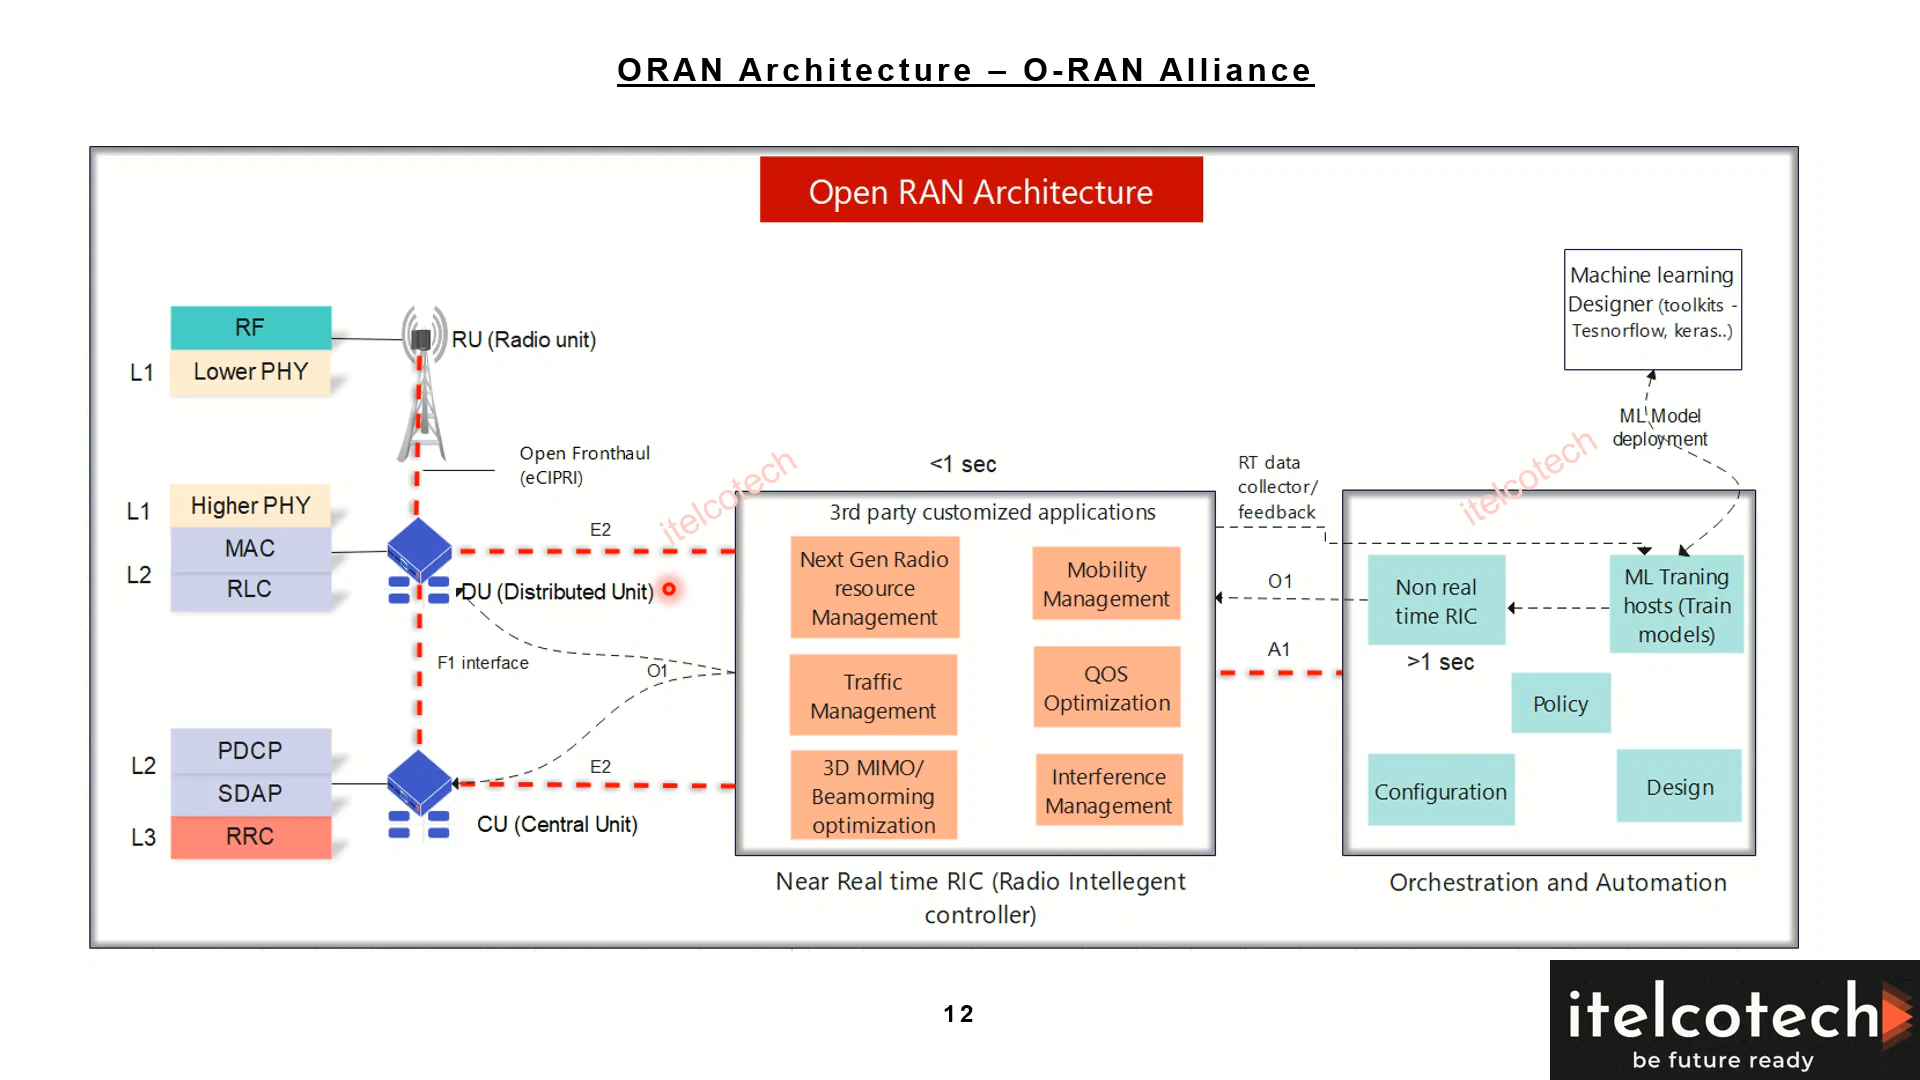 ORAN Architecture – O-RAN Alliance
Open RAN Architecture
Machine learning
Designer (toolkits -
Tesnorflow, keras..)
ML Model
deployment
RF
L1
Lower PHY
RU (Radio unit)
Open Fronthaul
(eCIPRI)
L1
Higher PHY
MAC
L2
RLC
E2
DU (Distributed Unit)
F1 interface
O1
L2
PDCP
SDAP
L3
RRC
E2
CU (Central Unit)
itelcotech
<1 sec
3rd party customized applications
Next Gen Radio
resource
Management
Mobility
Management
Traffic
Management
QOS
Optimization
3D MIMO/
Beamorming
optimization
Interference
Management
Near Real time RIC (Radio Intellegent
controller)
RT data
collector/
feedback
O1
A1
itelcotech
Non real
time RIC
>1 sec
ML Traning
hosts (Train
models)
Policy
Configuration
Design
Orchestration and Automation
12
itelcotech
be future ready